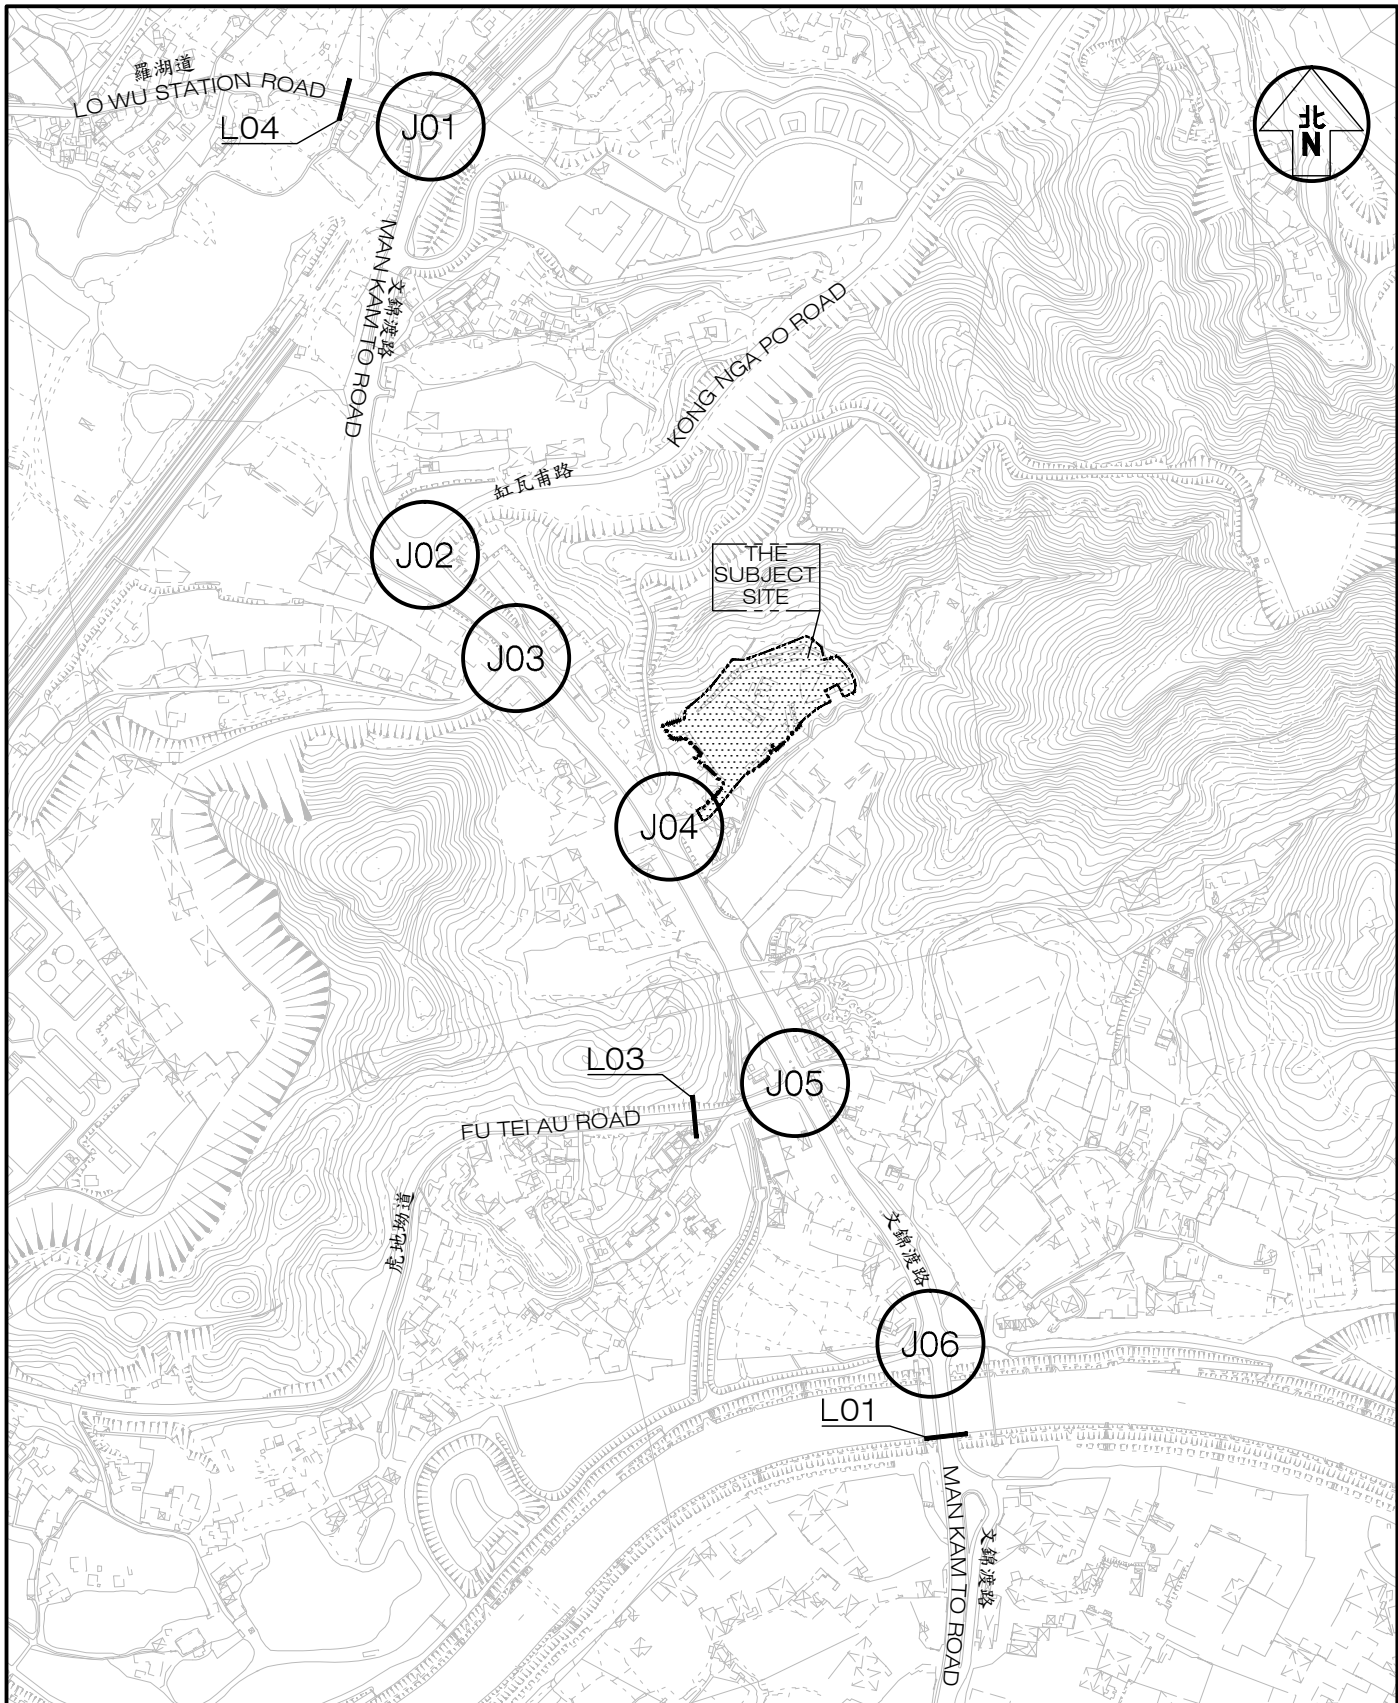 羅湖道
LO WU STATION ROAD
L04
J01
北
N
文錦渡路
MAN KAM TO ROAD
KONG NGA PO ROAD
缸瓦甫路
J02
THE
SUBJECT
SITE
J03
J04
L03
J05
FU TEI AU ROAD
虎地坳道
文錦渡路
J06
L01
MAN KAM TO ROAD
文錦渡路